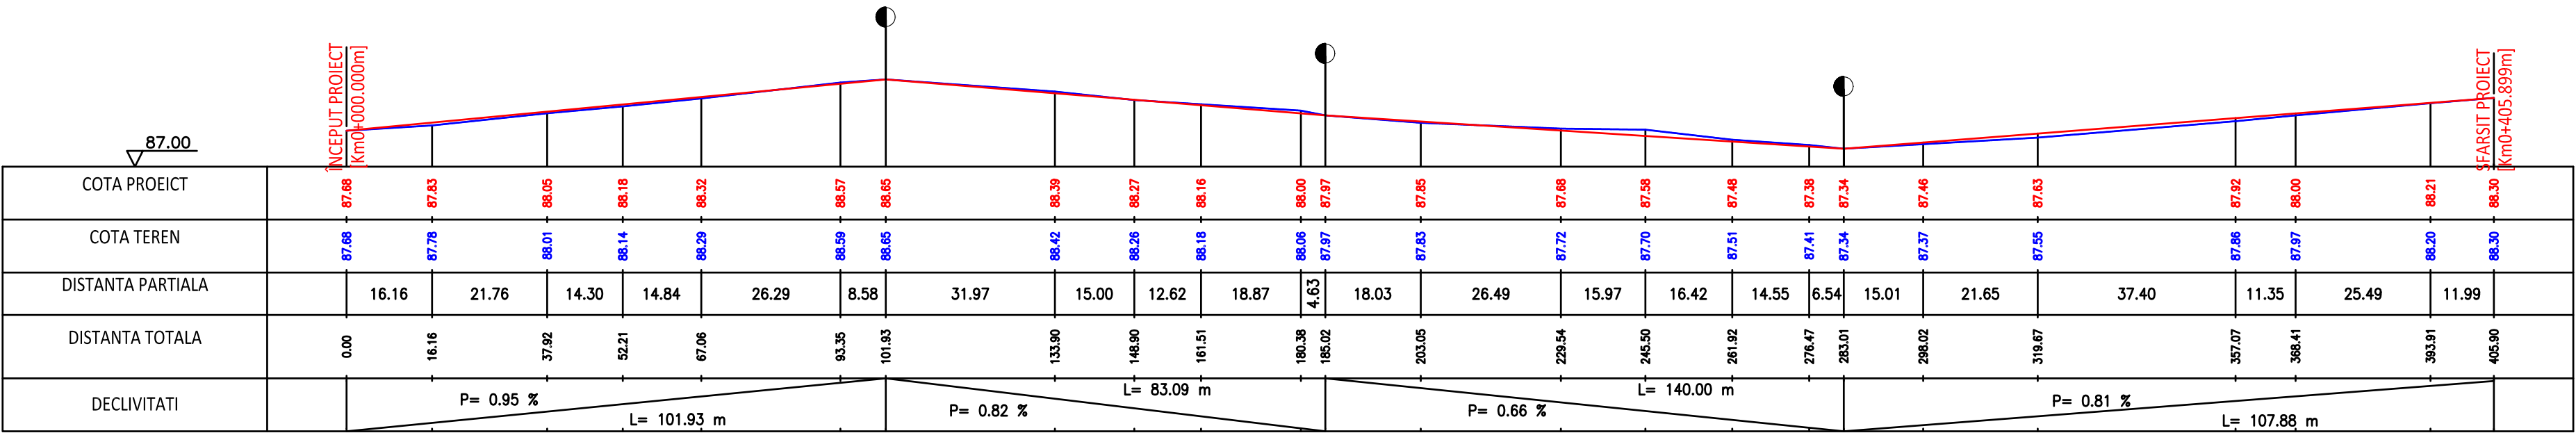 ÎNCEPUT PROIECT
[Km0+000.000m]
SFARSIT PROIECT
[Km0+405.899m]
87.00
COTA PROEICT 87.68 87.83 88.05 88.18 88.32 88.57 88.65 88.39 88.27 88.16 88.00 87.97 87.85 87.68 87.58 87.48 87.38 87.34 87.46 87.63 87.92 88.00 88.21 88.30
COTA TEREN 87.68 87.78 88.01 88.14 88.29 88.59 88.65 88.42 88.26 88.18 88.06 87.97 87.83 87.72 87.70 87.51 87.41 87.34 87.37 87.55 87.86 87.97 88.20 88.30
DISTANTA PARTIALA 16.16 21.76 14.30 14.84 26.29 8.58 31.97 15.00 12.62 18.87 4.63 18.03 26.49 15.97 16.42 14.55 6.54 15.01 21.65 37.40 11.35 25.49 11.99
DISTANTA TOTALA 0.00 16.16 37.92 52.21 67.06 93.35 101.93 133.90 148.90 161.51 180.38 185.02 203.05 229.54 245.50 261.92 276.47 283.01 298.02 319.67 357.07 368.41 393.91 405.90
DECLIVITATI
P= 0.95 %
L= 101.93 m
L= 83.09 m
P= 0.82 %
L= 140.00 m
P= 0.66 %
P= 0.81 %
L= 107.88 m